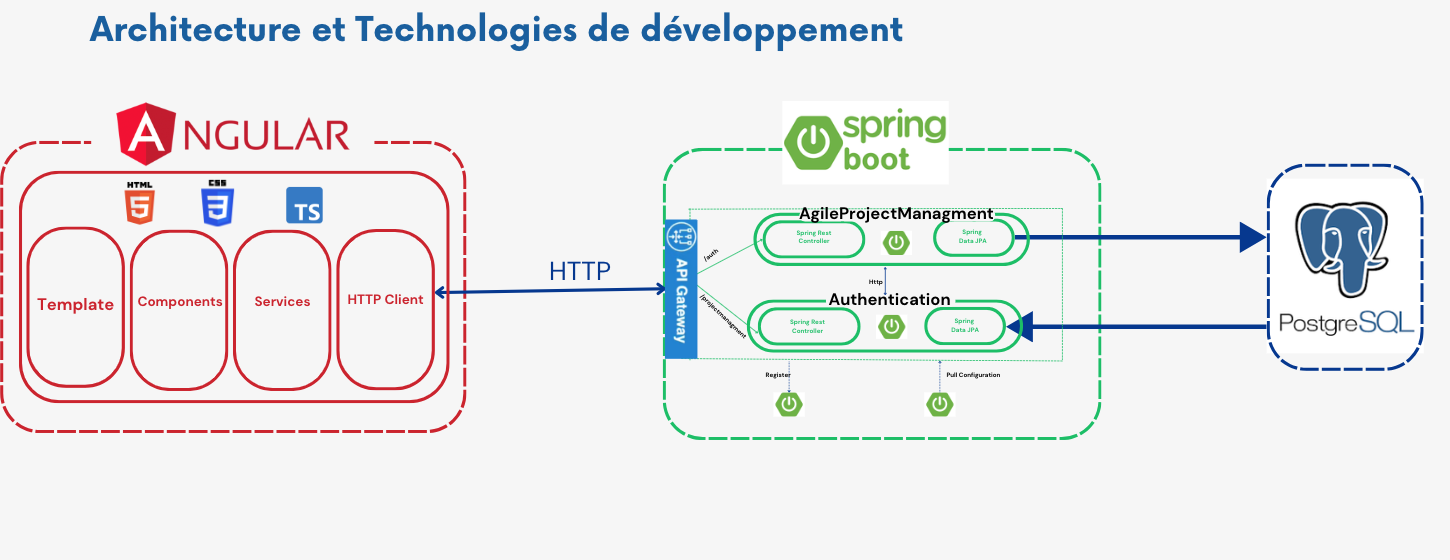 Architecture et Technologies de développement
ANGULAR
HTML
5
CSS
3
TS
Template
Components
Services
HTTP Client
HTTP
spring
boot
API Gateway
/auth
/projectmanagment
AgileProjectManagment
Spring Rest
Controller
Spring
Data JPA
Http
Authentication
Spring Rest
Controller
Spring
Data JPA
Register
Pull Configuration
PostgreSQL